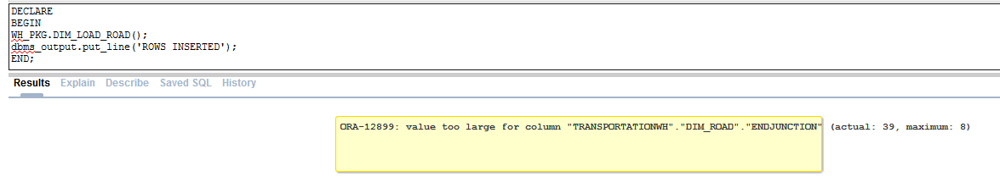 DECLARE
BEGIN
WH_PKG.DIM_LOAD_ROAD();
dbms_output.put_line('ROWS INSERTED');
END;
Results Explain Describe Saved SQL History
ORA-12899: value too large for column "TRANSPORTATIONWH"."DIM_ROAD"."ENDJUNCTION" (actual: 39, maximum: 8)